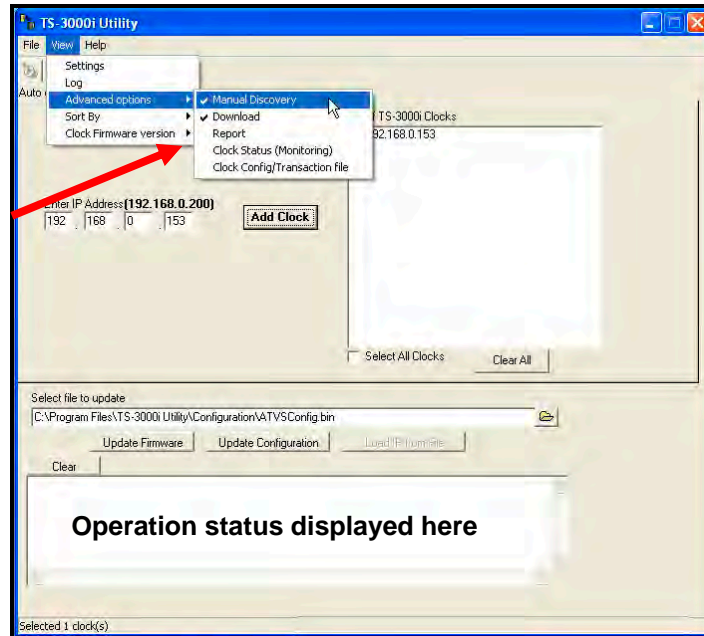 TS-3000i Utility
File View Help
Settings
Log
Auto
Advanced options
Manual Discovery
TS-3000i Clocks
Sort By
Download
92.168.0.153
Clock Firmware version
Report
Clock Status (Monitoring)
Clock Config/Transaction file
Enter IP Address(192.168.0.200)
192 . 168 . 0 . 153
Add Clock
Select All Clocks
Clear All
Select file to update
C:\Program Files\TS-3000i Utility\Configuration\ATVSConfig.bin
Update Firmware Update Configuration Load IP from file
Clear
Operation status displayed here
Selected 1 clock(s)